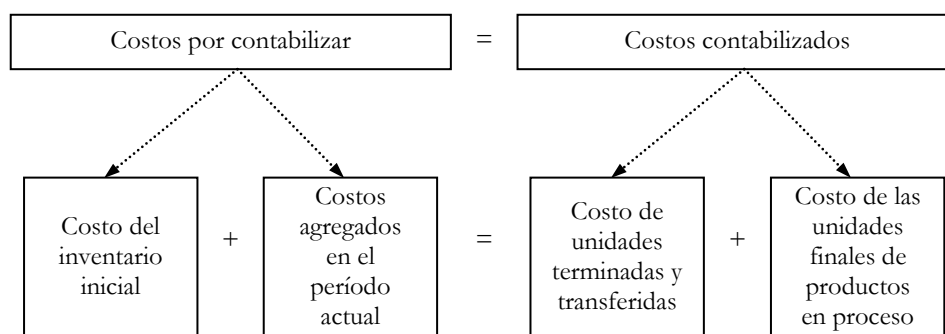 Costos por contabilizar = Costos contabilizados
Costo del
inventario
inicial
+
Costos
agregados
en el
período
actual
=
Costo de
unidades
terminadas y
transferidas
+
Costo de las
unidades
finales de
productos
en proceso